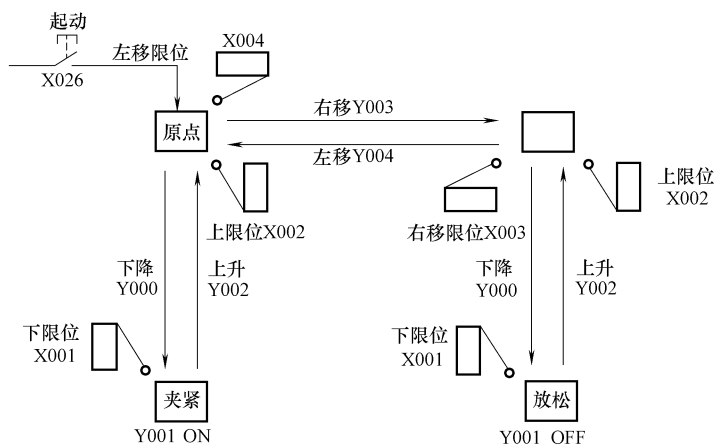 起动
X026
左移限位
X004
原点
右移Y003
左移Y004
上限位X002
右移限位X003
上限位
X002
下降
Y000
上升
Y002
下降
Y000
上升
Y002
下限位
X001
下限位
X001
夹紧
Y001 ON
放松
Y001 OFF